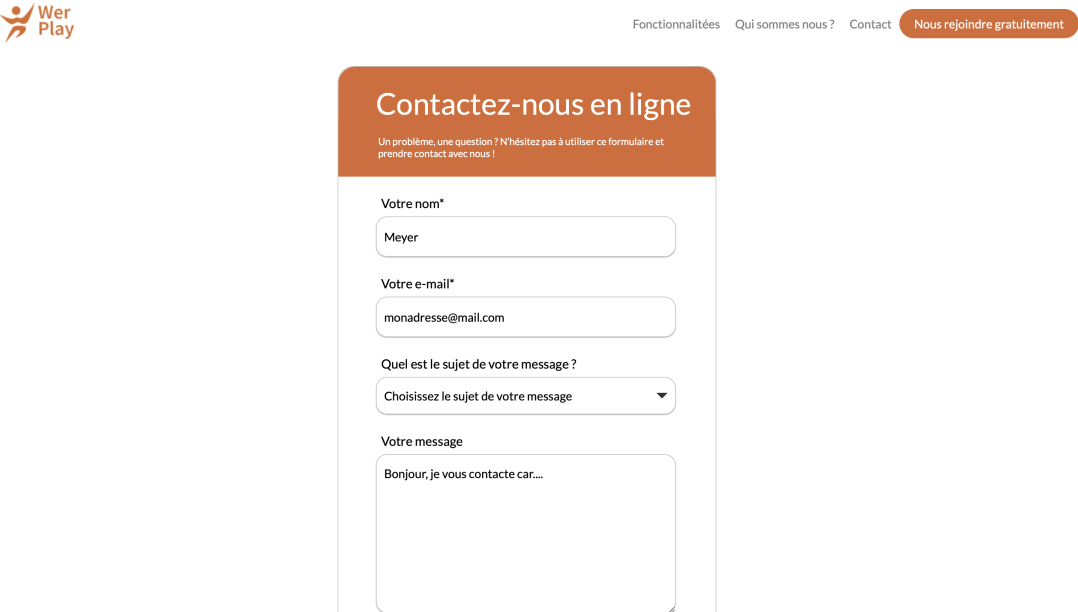 Wer
Play
Fonctionnalitées Qui sommes nous ? Contact Nous rejoindre gratuitement
Contactez-nous en ligne
Un problème, une question ? N'hésitez pas à utiliser ce formulaire et
prendre contact avec nous !
Votre nom*
Meyer
Votre e-mail*
monadresse@mail.com
Quel est le sujet de votre message ?
Choisissez le sujet de votre message
Votre message
Bonjour, je vous contacte car....